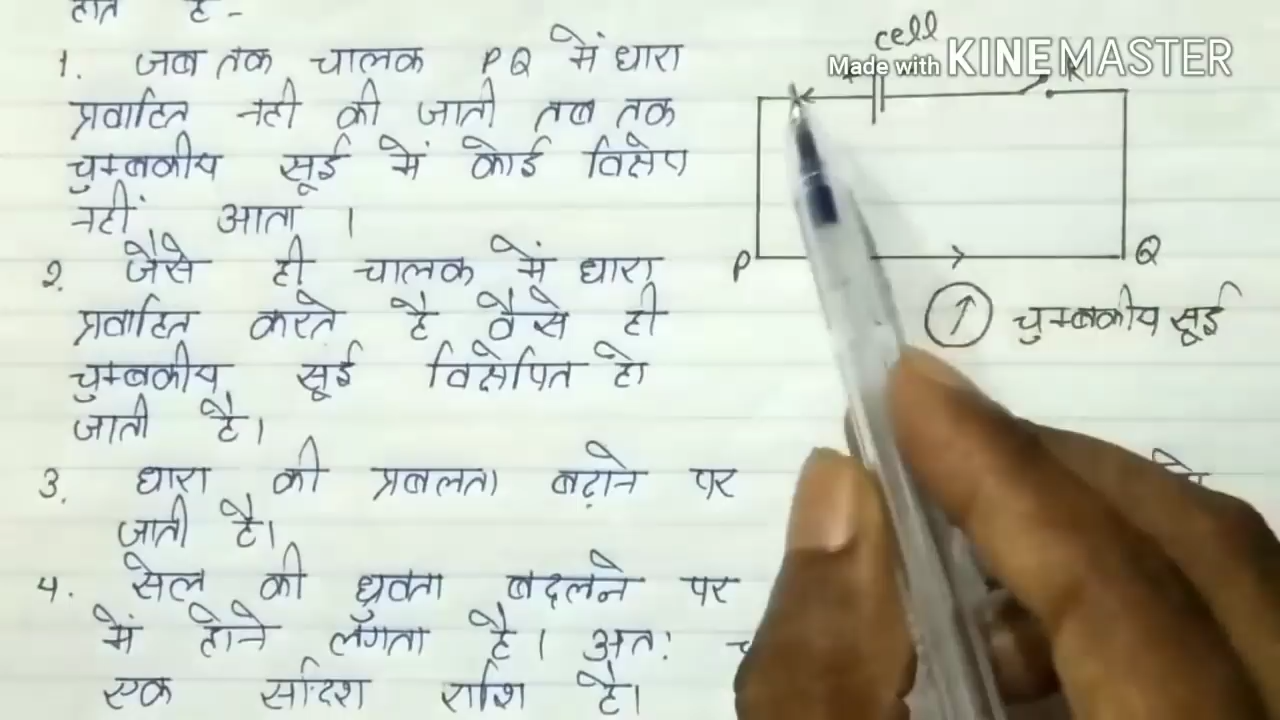 होते है -
1. जब तक चालक PQ में धारा
प्रवाहित नही की जाती तब तक
चुम्बकीय सूई में कोई विक्षेप
नहीं आता ।
2. जैसे ही चालक में धारा
प्रवाहित करते है वैसे ही
चुम्बकीय सूई विक्षेपित हो
जाती है।
3. धारा की प्रबलता बढ़ाने पर
जाती है।
4. सेल की ध्रुवता बदलने पर
में होने लगता है । अत:
एक सदिश राशि है।
cell
Made with KINEMASTER
K
P
Q
चुम्बकीय सूई